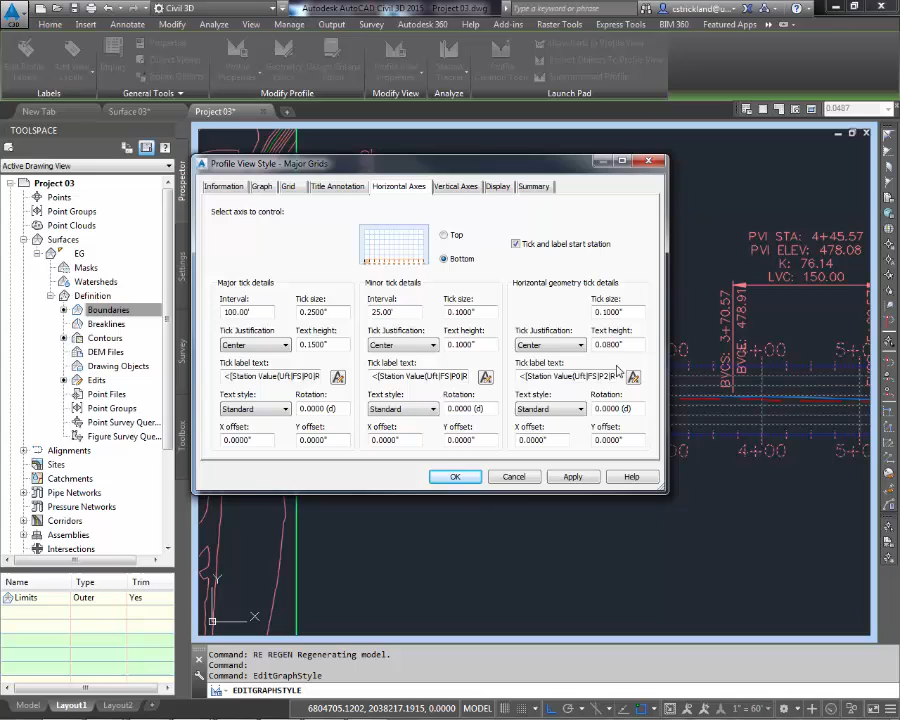 Civil 3D
Autodesk AutoCAD Civil 3D 2015
Project 03.dwg
Type a keyword or phrase
cstrickland@u...
C3D
Home Insert Annotate Modify Analyze View Manage Output Survey Autodesk 360 Help Add-ins Raster Tools Express Tools BIM 360 Featured Apps
Labels
General Tools
Modify Profile
Modify View
Analyze
Launch Pad
New Tab
Surface 03*
Project 03*
0.0487
TOOLSPACE
Active Drawing View
Project 03
Points
Point Groups
Point Clouds
Surfaces
EG
Masks
Watersheds
Definition
Boundaries
Breaklines
Contours
DEM Files
Drawing Objects
Edits
Point Files
Point Groups
Point Survey Que...
Figure Survey Que...
Alignments
Sites
Catchments
Pipe Networks
Pressure Networks
Corridors
Assemblies
Intersections
Prospector
Settings
Survey
Toolbox
Name Type Trim
Limits Outer Yes
Profile View Style - Major Grids
Information Graph Grid Title Annotation Horizontal Axes Vertical Axes Display Summary
Select axis to control:
Top
Bottom
Tick and label start station
Major tick details
Interval: Tick size:
100.00' 0.2500"
Tick Justification: Text height:
Center 0.1500"
Tick label text:
<[Station Value(Uft|FS|P0|R
Text style: Rotation:
Standard 0.0000 (d)
X offset: Y offset:
0.0000" 0.0000"
Minor tick details
Interval: Tick size:
25.00' 0.1000"
Tick Justification: Text height:
Center 0.1000"
Tick label text:
<[Station Value(Uft|FS|P0|R
Text style: Rotation:
Standard 0.0000 (d)
X offset: Y offset:
0.0000" 0.0000"
Horizontal geometry tick details
Tick size:
0.1000"
Tick Justification: Text height:
Center 0.0800"
Tick label text:
<[Station Value(Uft|FS|P2|R
Text style: Rotation:
Standard 0.0000 (d)
X offset: Y offset:
0.0000" 0.0000"
OK Cancel Apply Help
PVI STA: 4+45.57
PVI ELEV: 478.08
K: 76.14
LVC: 150.00
BVCS: 3+70.57
BVCE: 478.91
4+00
Y
X
Command: RE REGEN Regenerating model.
Command:
Command: EditGraphStyle
EDITGRAPHSTYLE
Model Layout1 Layout2 +
6804705.1202, 2038217.1915, 0.0000 MODEL
1" = 60'